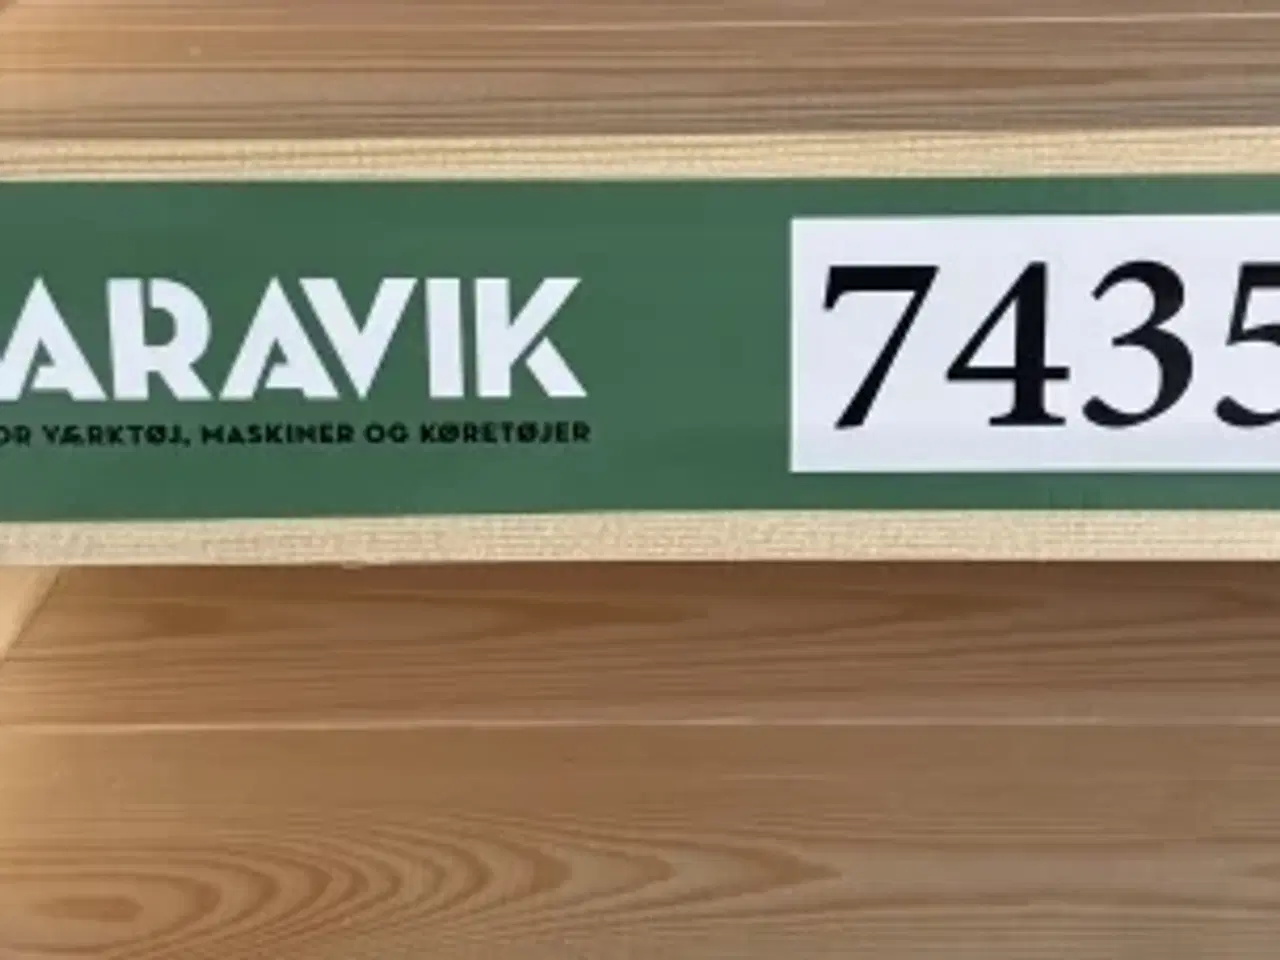 ARAVIK
OR VÆRKTØJ, MASKINER OG KØRETØJER
7435